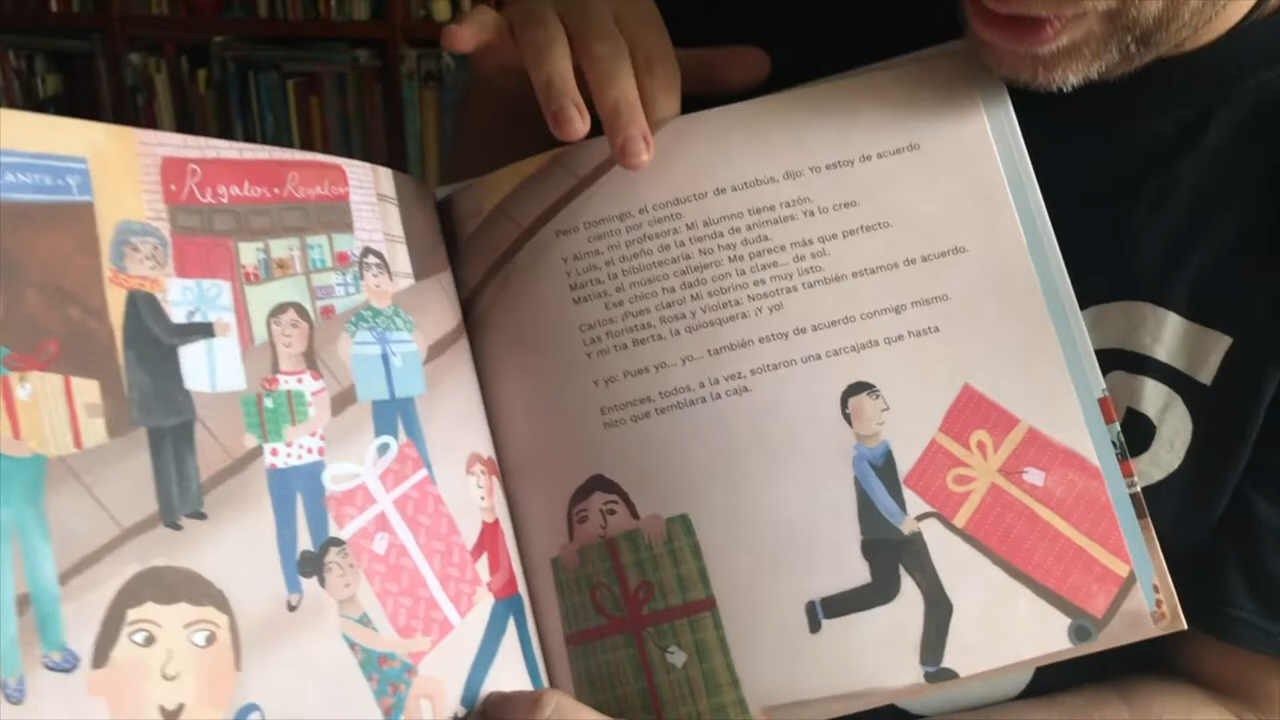 ANTE
Regalos · Regalos
Pero Domingo, el conductor de autobús, dijo: Yo estoy de acuerdo
ciento por ciento.
Y Alma, mi profesora: Mi alumno tiene razón.
Y Luis, el dueño de la tienda de animales: Ya lo creo.
Marta, la bibliotecaria: No hay duda.
Matías, el músico callejero: Me parece más que perfecto.
Ese chico ha dado con la clave... de sol.
Carlos: ¡Pues claro! Mi sobrino es muy listo.
Las floristas, Rosa y Violeta: Nosotras también estamos de acuerdo.
Y mi tía Berta, la quiosquera: ¡Y yo!
Y yo: Pues yo... yo... también estoy de acuerdo conmigo mismo.
Entonces, todos, a la vez, soltaron una carcajada que hasta
hizo que temblara la caja.